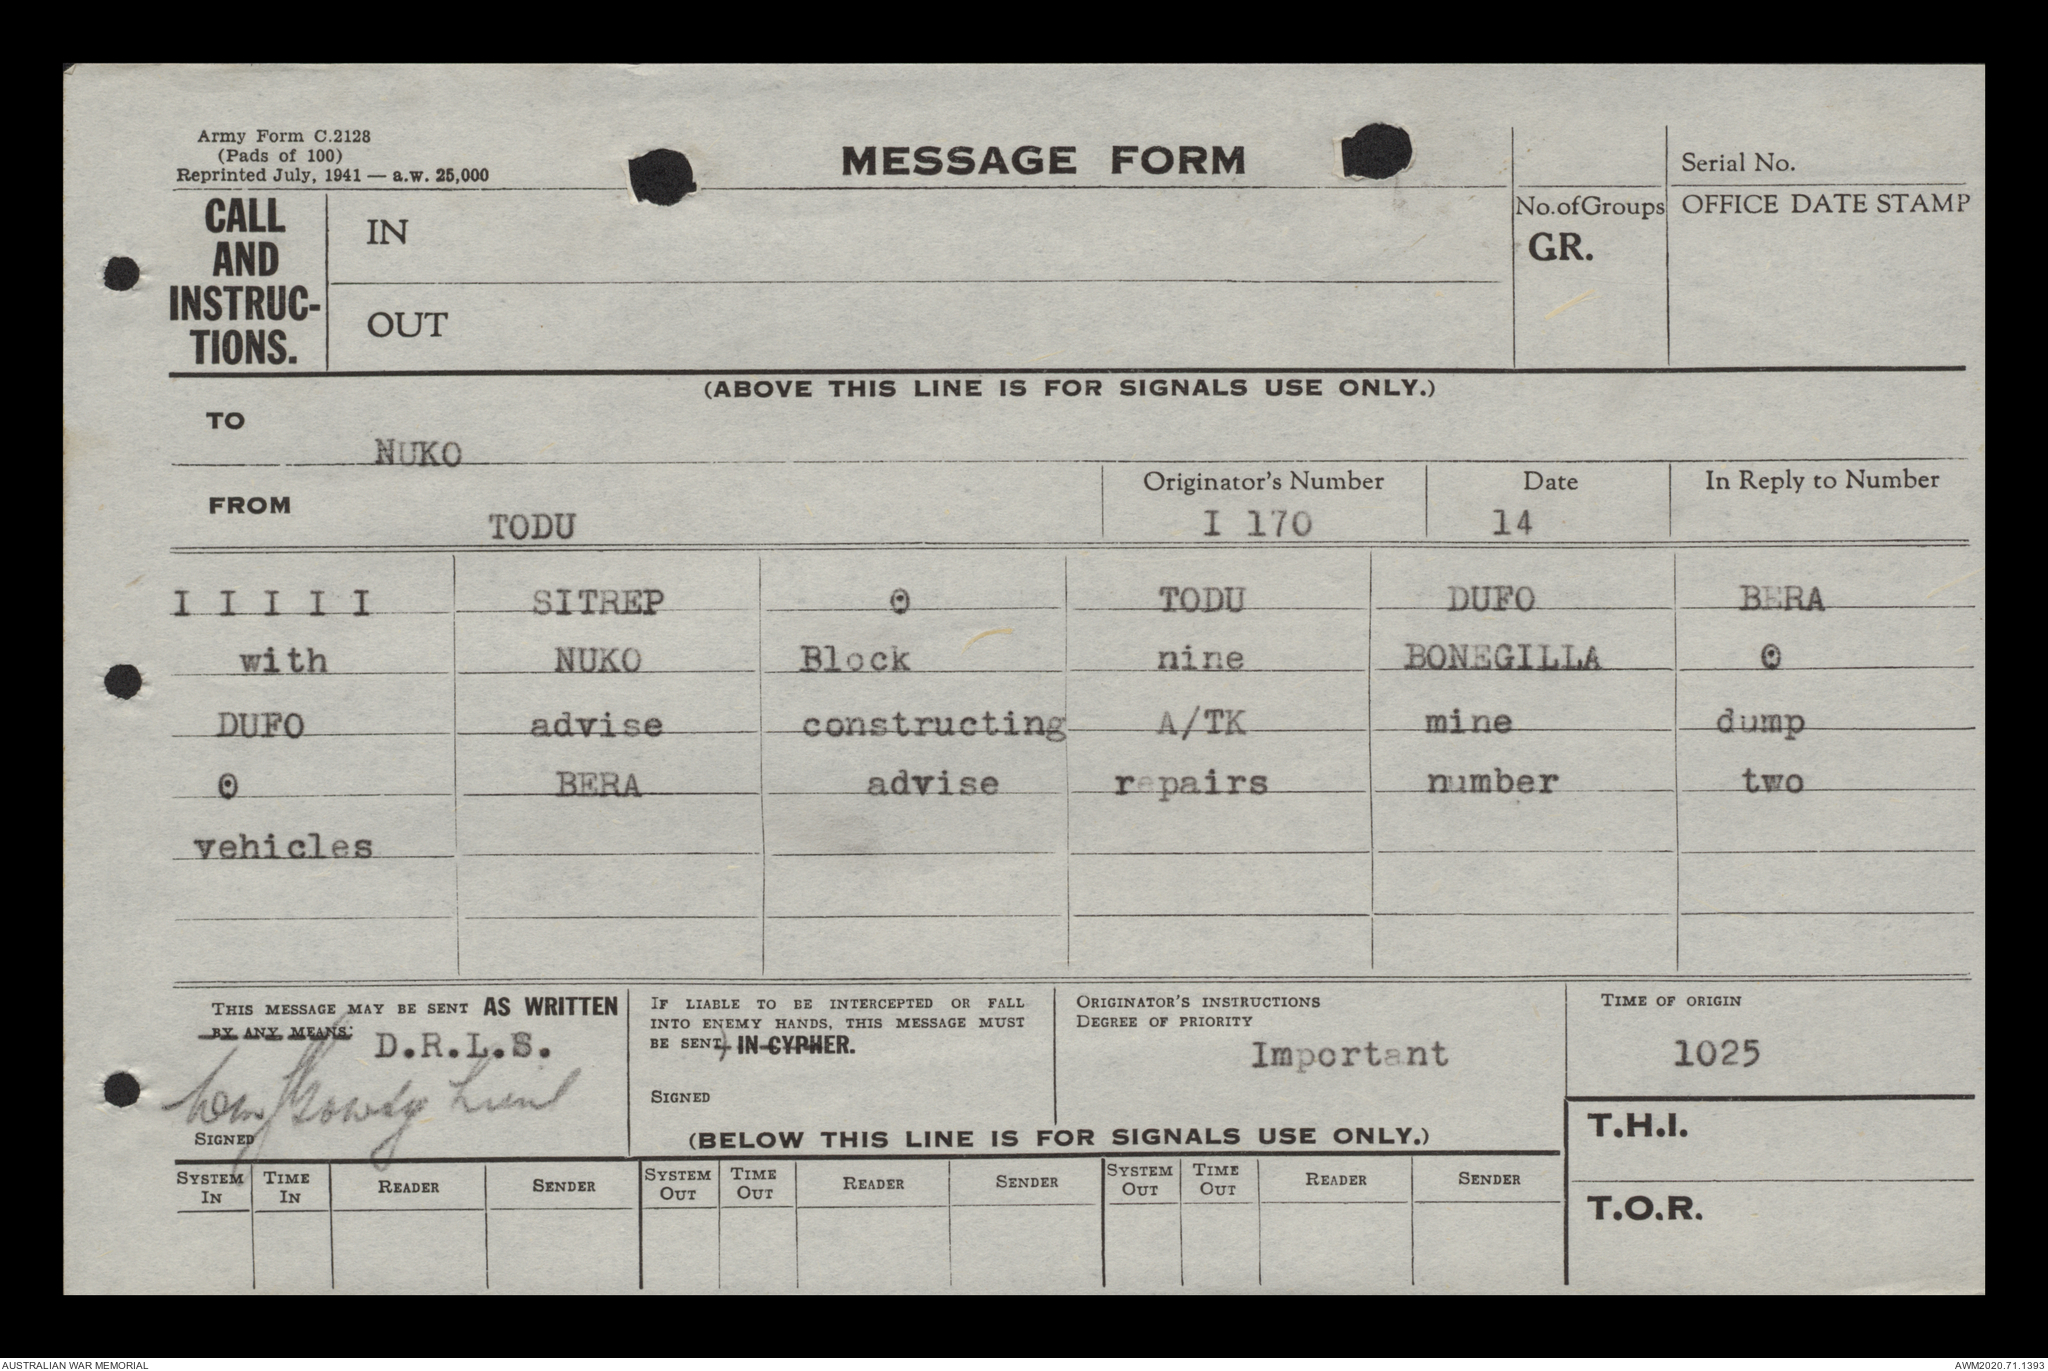 Army Form C.2128
(Pads of 100)
Reprinted July, 1941 — a.w. 25,000
MESSAGE FORM
Serial No.
CALL AND INSTRUC-TIONS.
IN
OUT
No. of Groups
GR.
OFFICE DATE STAMP
(ABOVE THIS LINE IS FOR SIGNALS USE ONLY.)
TO
NUKO
FROM TODU
Originator's Number
I 170
Date
14
In Reply to Number
I I I I I SITREP ⊙ TODU DUFO BERA
with NUKO Block nine BONEGILLA ⊙
DUFO advise constructing A/TK mine dump
⊙ BERA advise repairs number two
vehicles
THIS MESSAGE MAY BE SENT AS WRITTEN
BY ANY MEANS: D.R.L.S.
SIGNED
IF LIABLE TO BE INTERCEPTED OR FALL
INTO ENEMY HANDS, THIS MESSAGE MUST
BE SENT IN CYPHER.
SIGNED
ORIGINATOR'S INSTRUCTIONS
DEGREE OF PRIORITY
Important
TIME OF ORIGIN
1025
(BELOW THIS LINE IS FOR SIGNALS USE ONLY.)
T.H.I.
T.O.R.
SYSTEM IN TIME IN READER SENDER SYSTEM OUT TIME OUT READER SENDER SYSTEM OUT TIME OUT READER SENDER
AUSTRALIAN WAR MEMORIAL
AWM2020.71.1393